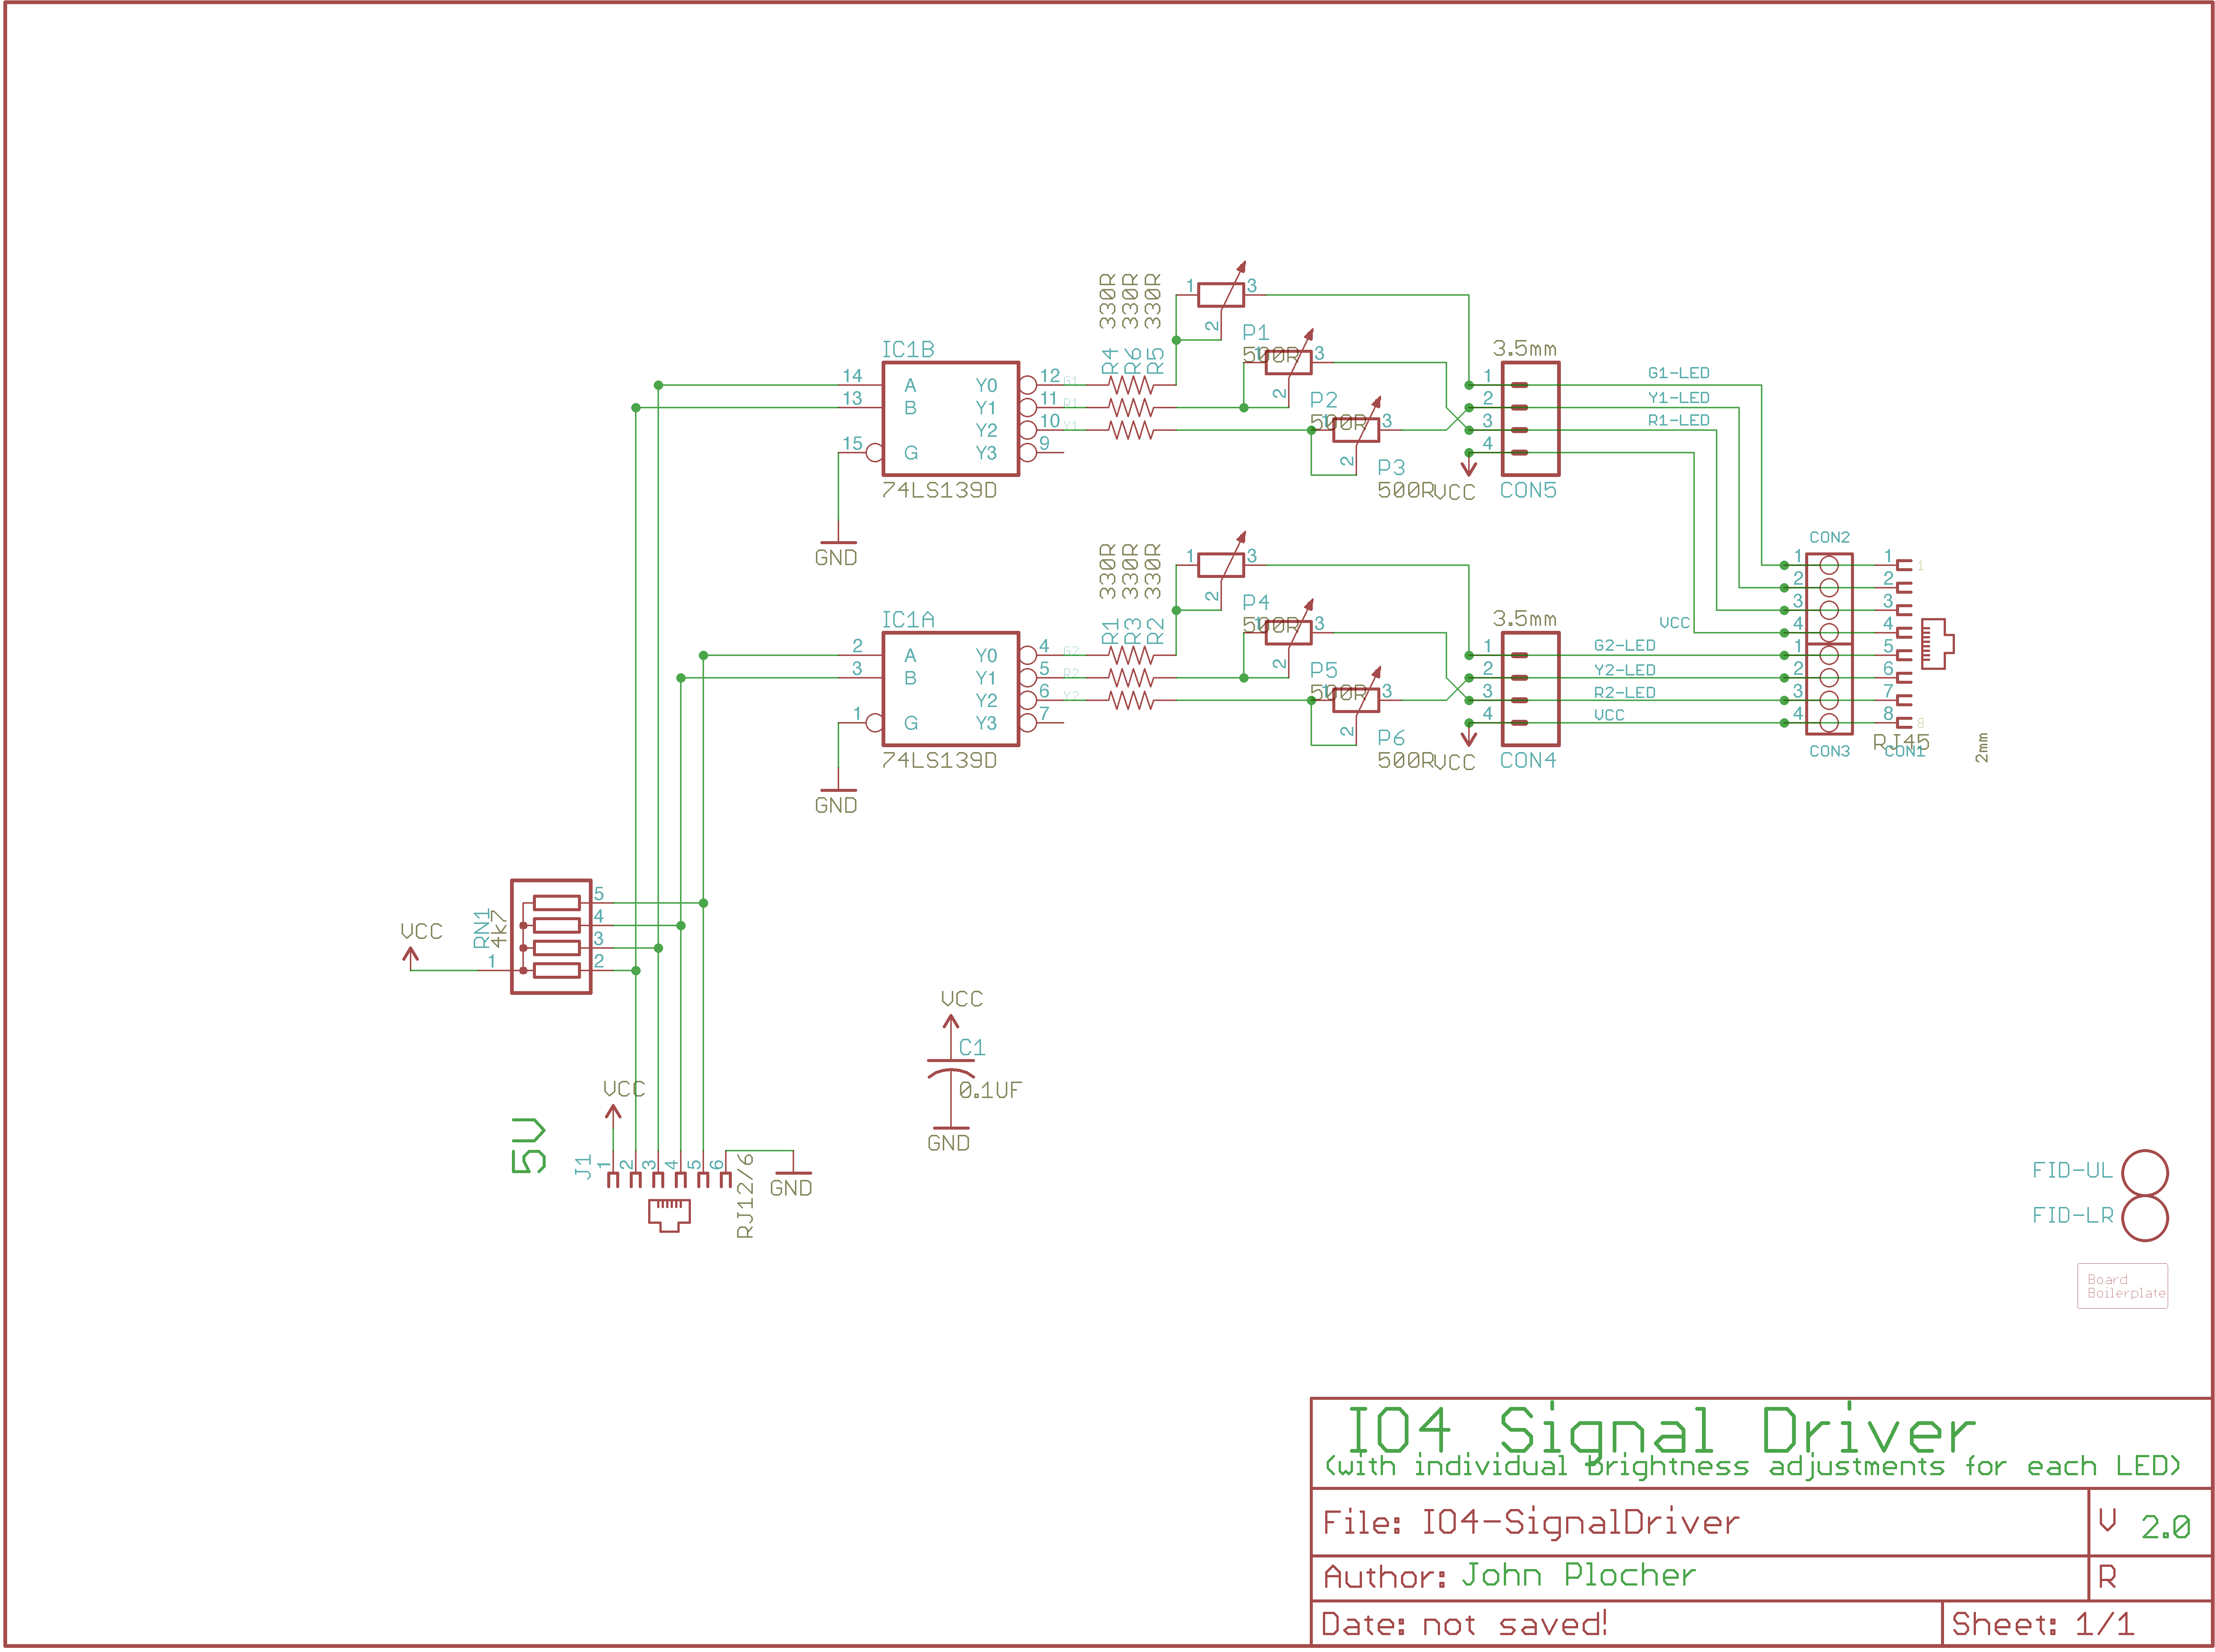 330R
330R
330R
1
3
2
P1
500R
1
3
2
P2
500R
1
3
2
P3
500R
VCC
R4
R6
R5
IC1B
14
13
15
A
B
G
Y0
Y1
Y2
Y3
12
11
10
9
G1
R1
Y1
74LS139D
GND
3.5mm
1
2
3
4
CON5
G1-LED
Y1-LED
R1-LED
330R
330R
330R
1
3
2
P4
500R
1
3
2
P5
500R
1
3
2
P6
500R
VCC
R1
R3
R2
IC1A
2
3
1
A
B
G
Y0
Y1
Y2
Y3
4
5
6
7
G2
R2
Y2
74LS139D
GND
3.5mm
1
2
3
4
CON4
VCC
G2-LED
Y2-LED
R2-LED
VCC
CON2
1
2
3
4
1
2
3
4
CON3
1
2
3
4
5
6
7
8
1
8
RJ45
CON1
2mm
VCC
RN1
4k7
1
5
4
3
2
VCC
C1
0.1UF
GND
VCC
5V
J1
1
2
3
4
5
6
RJ12/6
GND
FID-UL
FID-LR
Board
Boilerplate
IO4 Signal Driver
(with individual brightness adjustments for each LED)
File: IO4-SignalDriver
V 2.0
Author: John Plocher
R
Date: not saved!
Sheet: 1/1